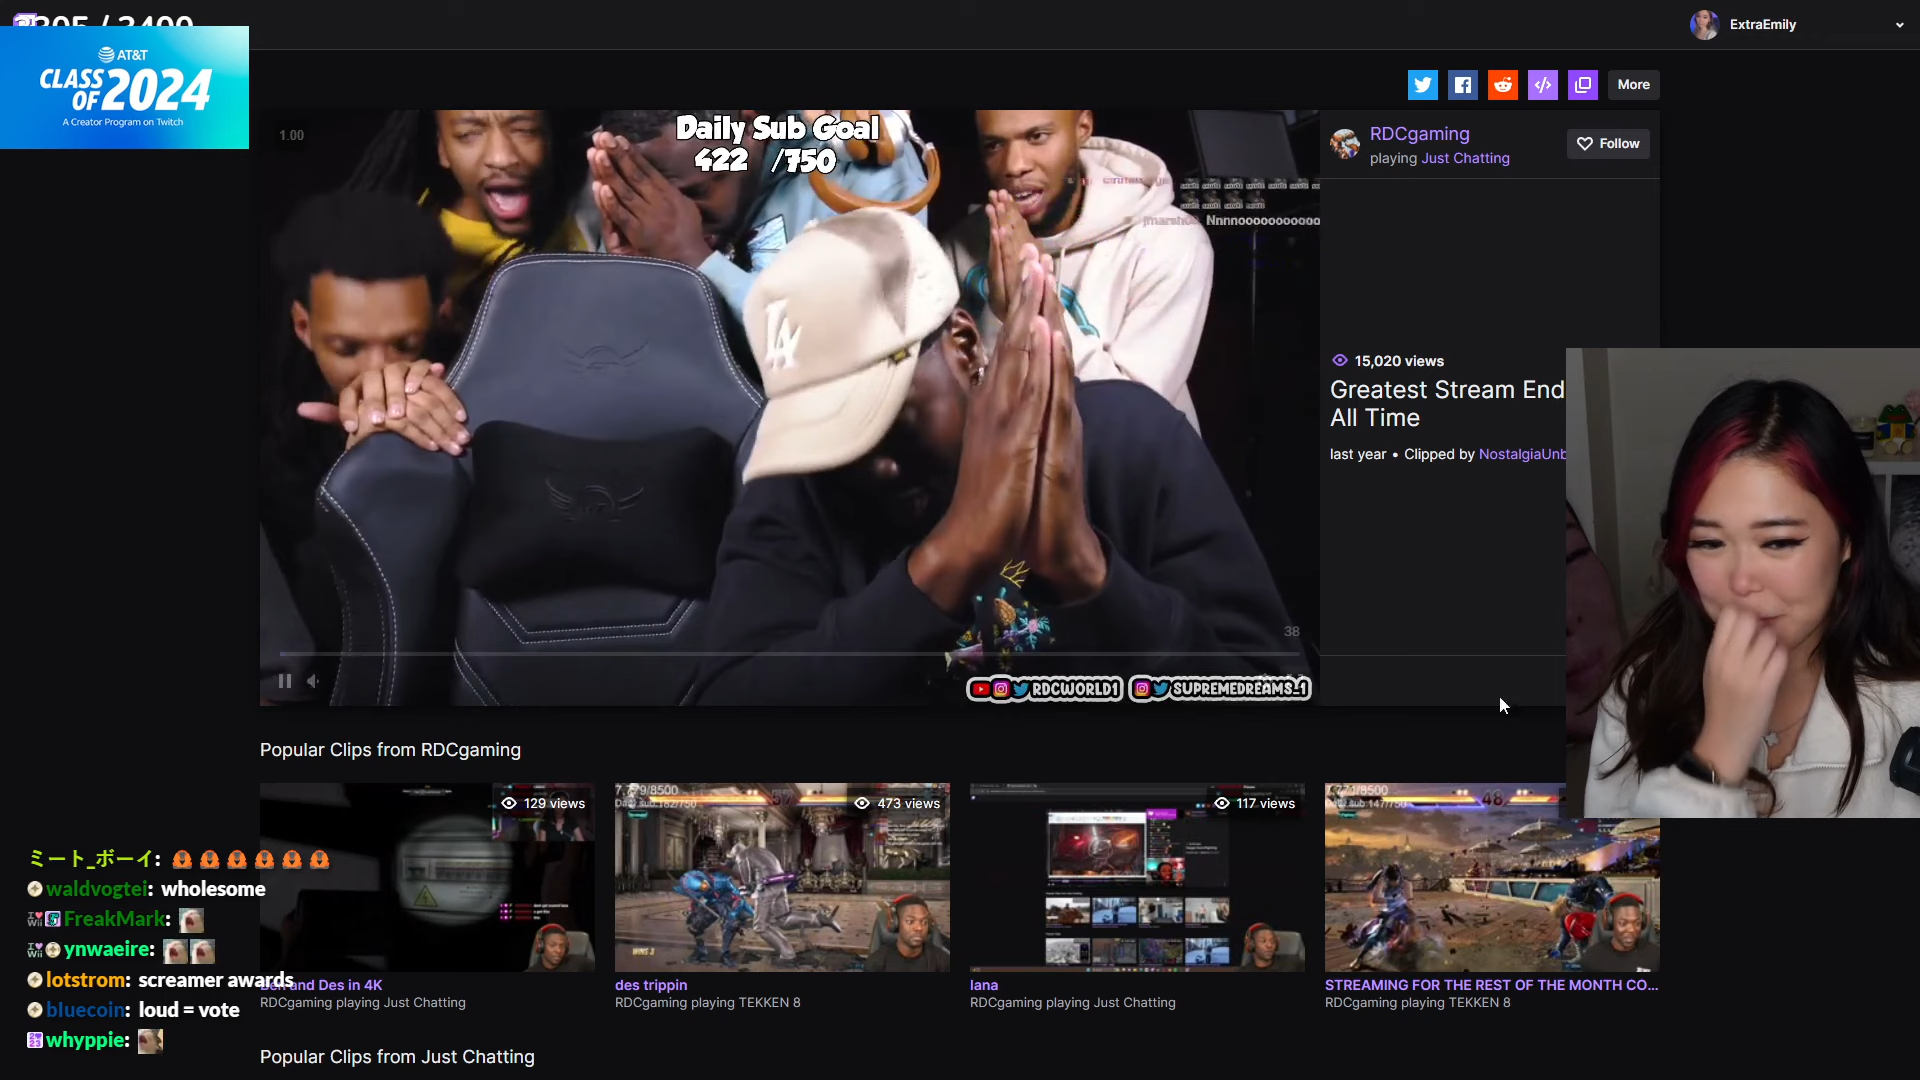 ExtraEmily
AT&T
CLASS
OF 2024
A Creator Program on Twitch
More
1.00
Daily Sub Goal
422 /750
RDCgaming
playing Just Chatting
Follow
Nnnnooooooooooo
15,020 views
Greatest Stream End
All Time
last year • Clipped by NostalgiaUnb
LA
38
RDCWORLD1
SUPREMEDREAMS_1
Popular Clips from RDCgaming
129 views
473 views
117 views
and Des in 4K
RDCgaming playing Just Chatting
des trippin
RDCgaming playing TEKKEN 8
lana
RDCgaming playing Just Chatting
STREAMING FOR THE REST OF THE MONTH CO...
RDCgaming playing TEKKEN 8
ミート_ボーイ:
waldvogtei: wholesome
FreakMark:
ynwaeire:
lotstrom: screamer awards
bluecoin: loud = vote
whyppie:
Popular Clips from Just Chatting